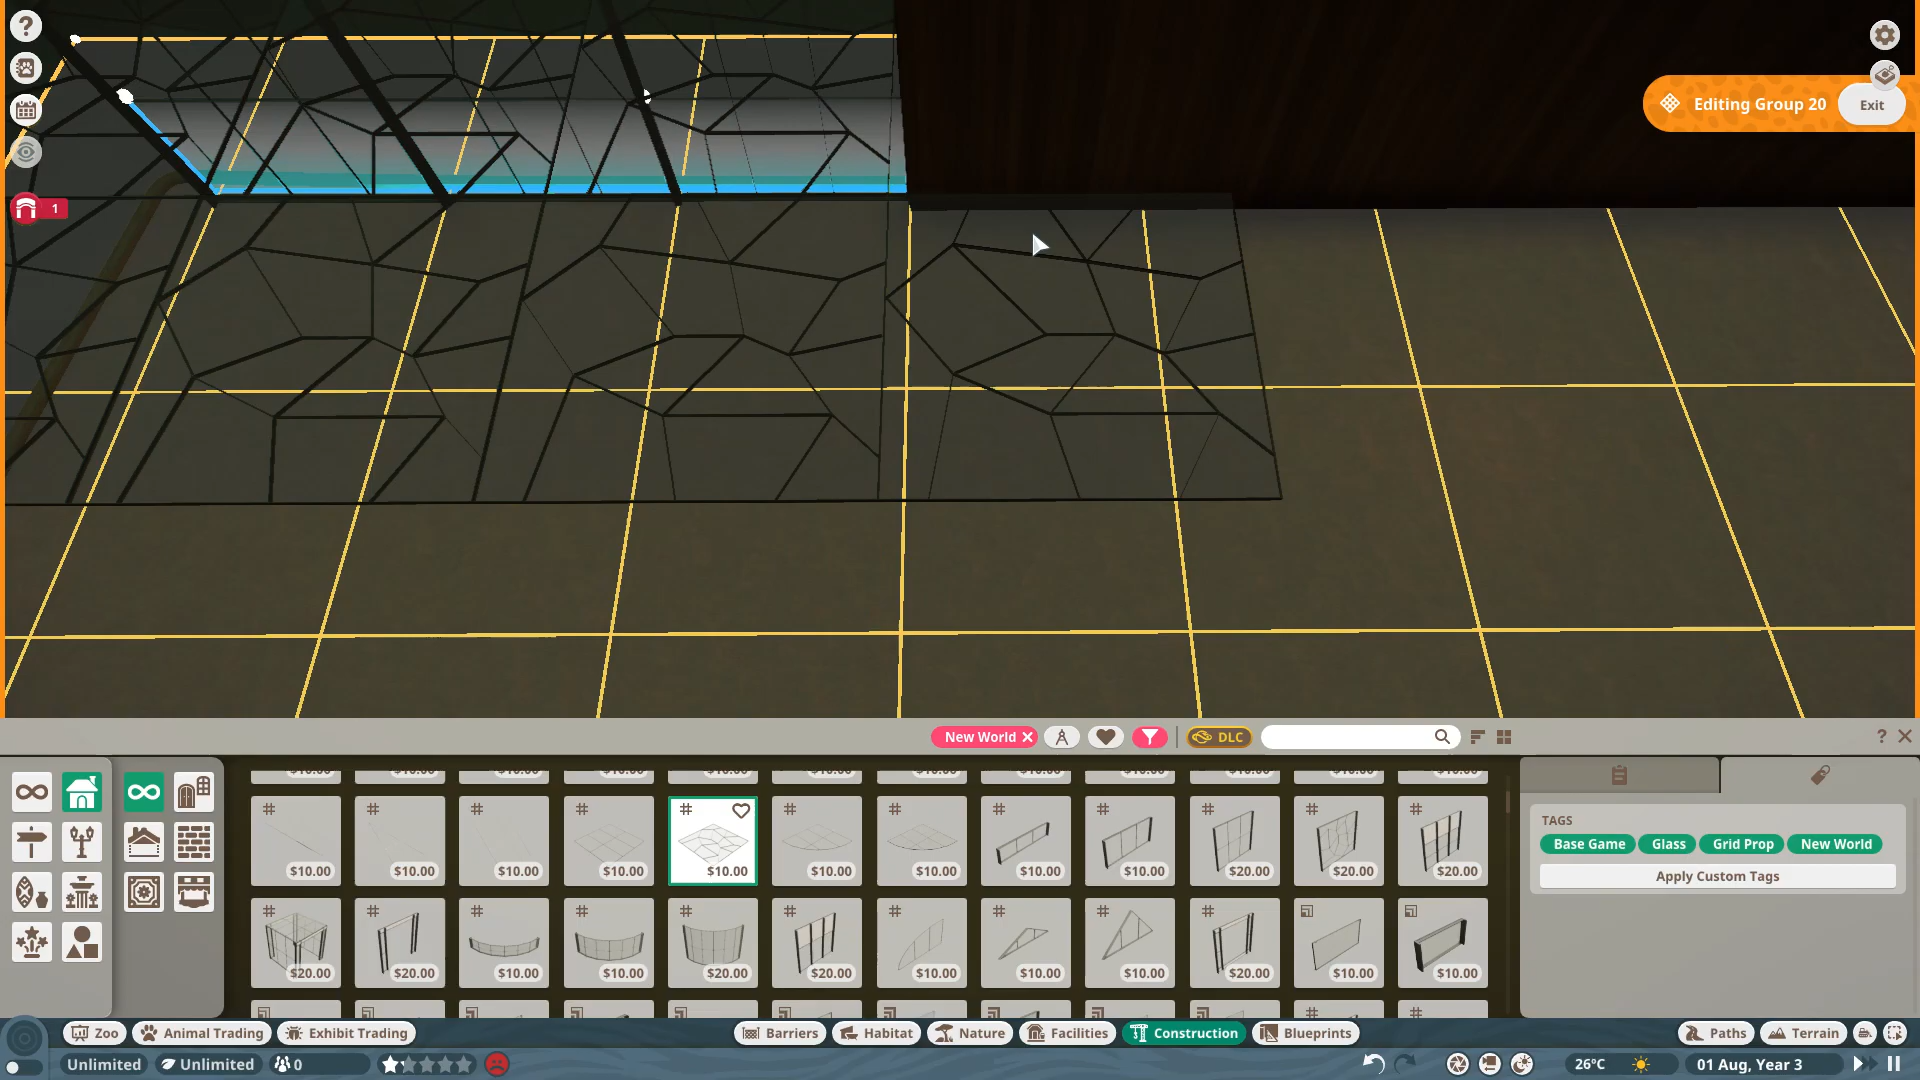 ?
Editing Group 20
Exit
1
New World ×
DLC
? ×
$10.00 $10.00 $10.00 $10.00 $10.00 $10.00 $10.00 $10.00 $10.00 $20.00 $20.00 $20.00
$20.00 $20.00 $10.00 $10.00 $20.00 $20.00 $10.00 $10.00 $10.00 $20.00 $10.00 $10.00
TAGS
Base Game Glass Grid Prop New World
Apply Custom Tags
Zoo Animal Trading Exhibit Trading Barriers Habitat Nature Facilities Construction Blueprints Paths Terrain
Unlimited Unlimited 0 26°C 01 Aug, Year 3